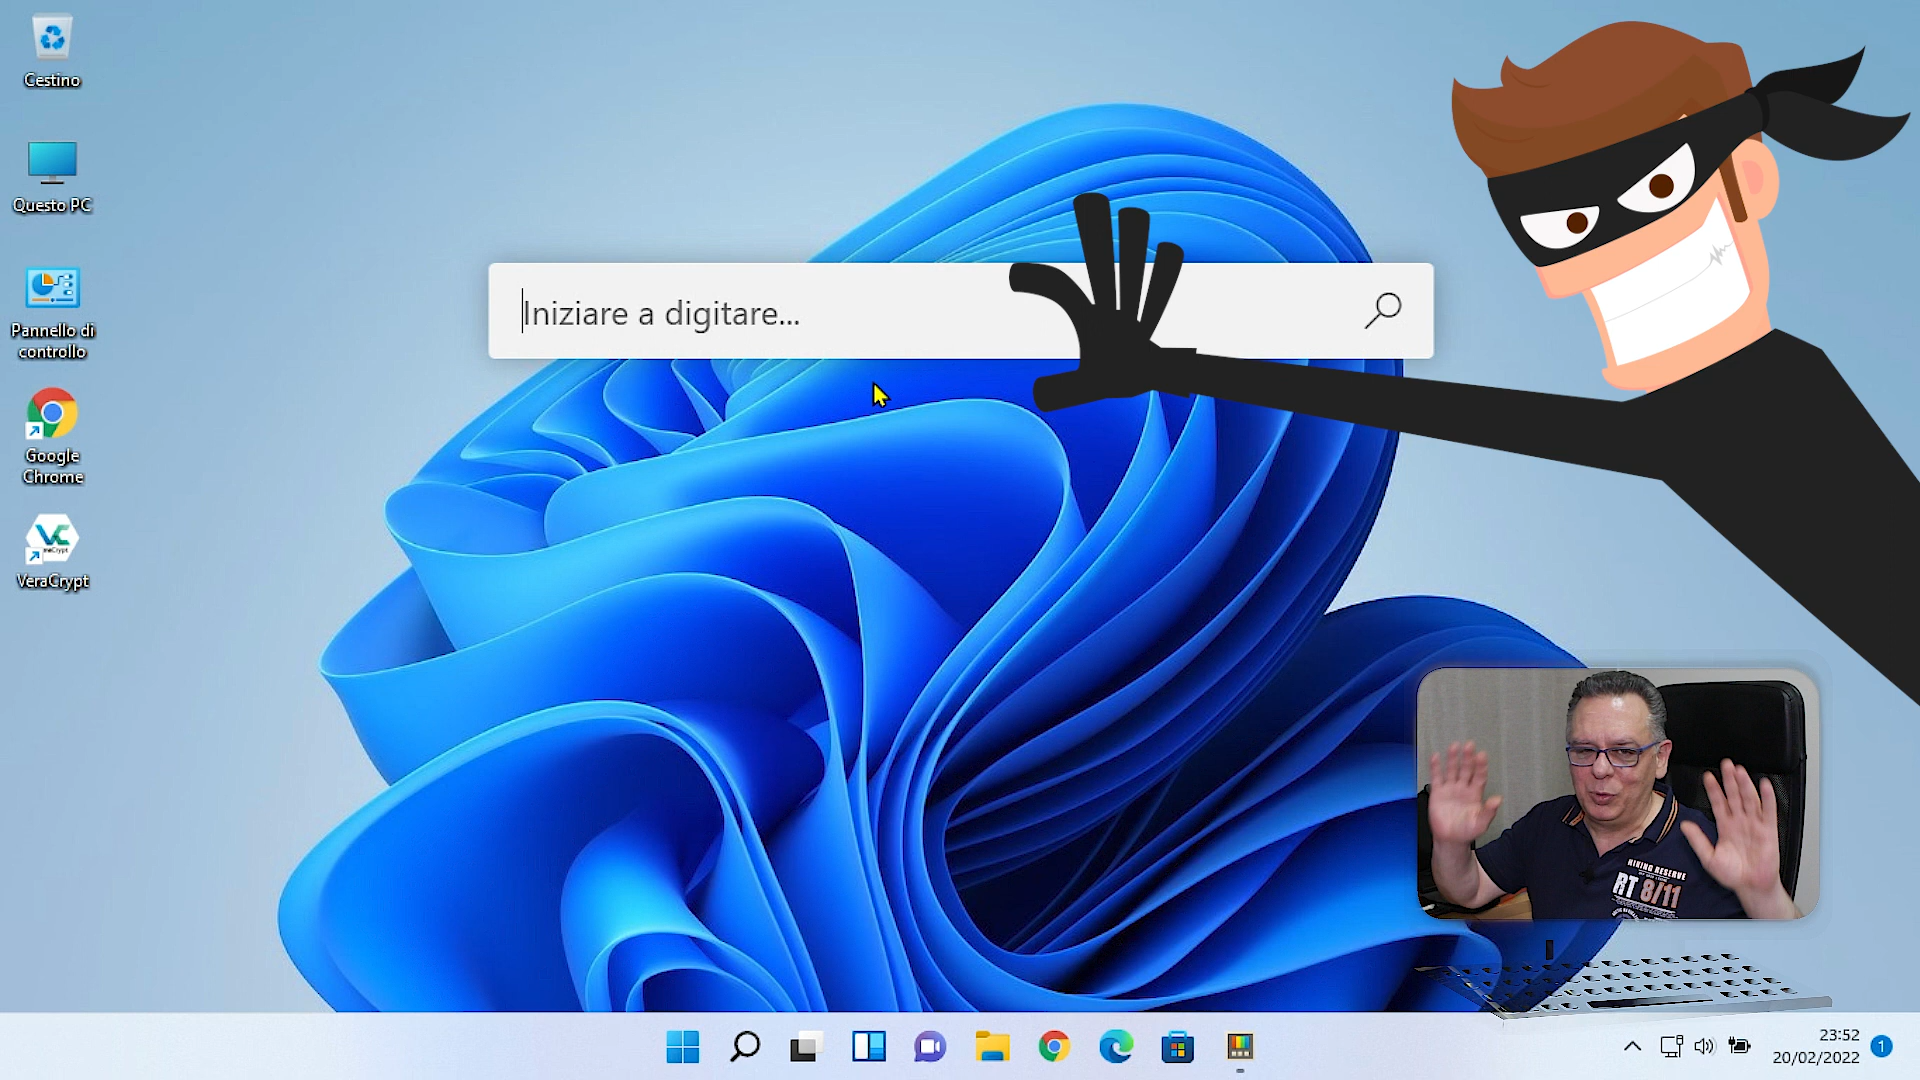 Cestino
Questo PC
Pannello di
controllo
Google
Chrome
VeraCrypt
Iniziare a digitare...
RT 8/11
23:52
20/02/2022
1